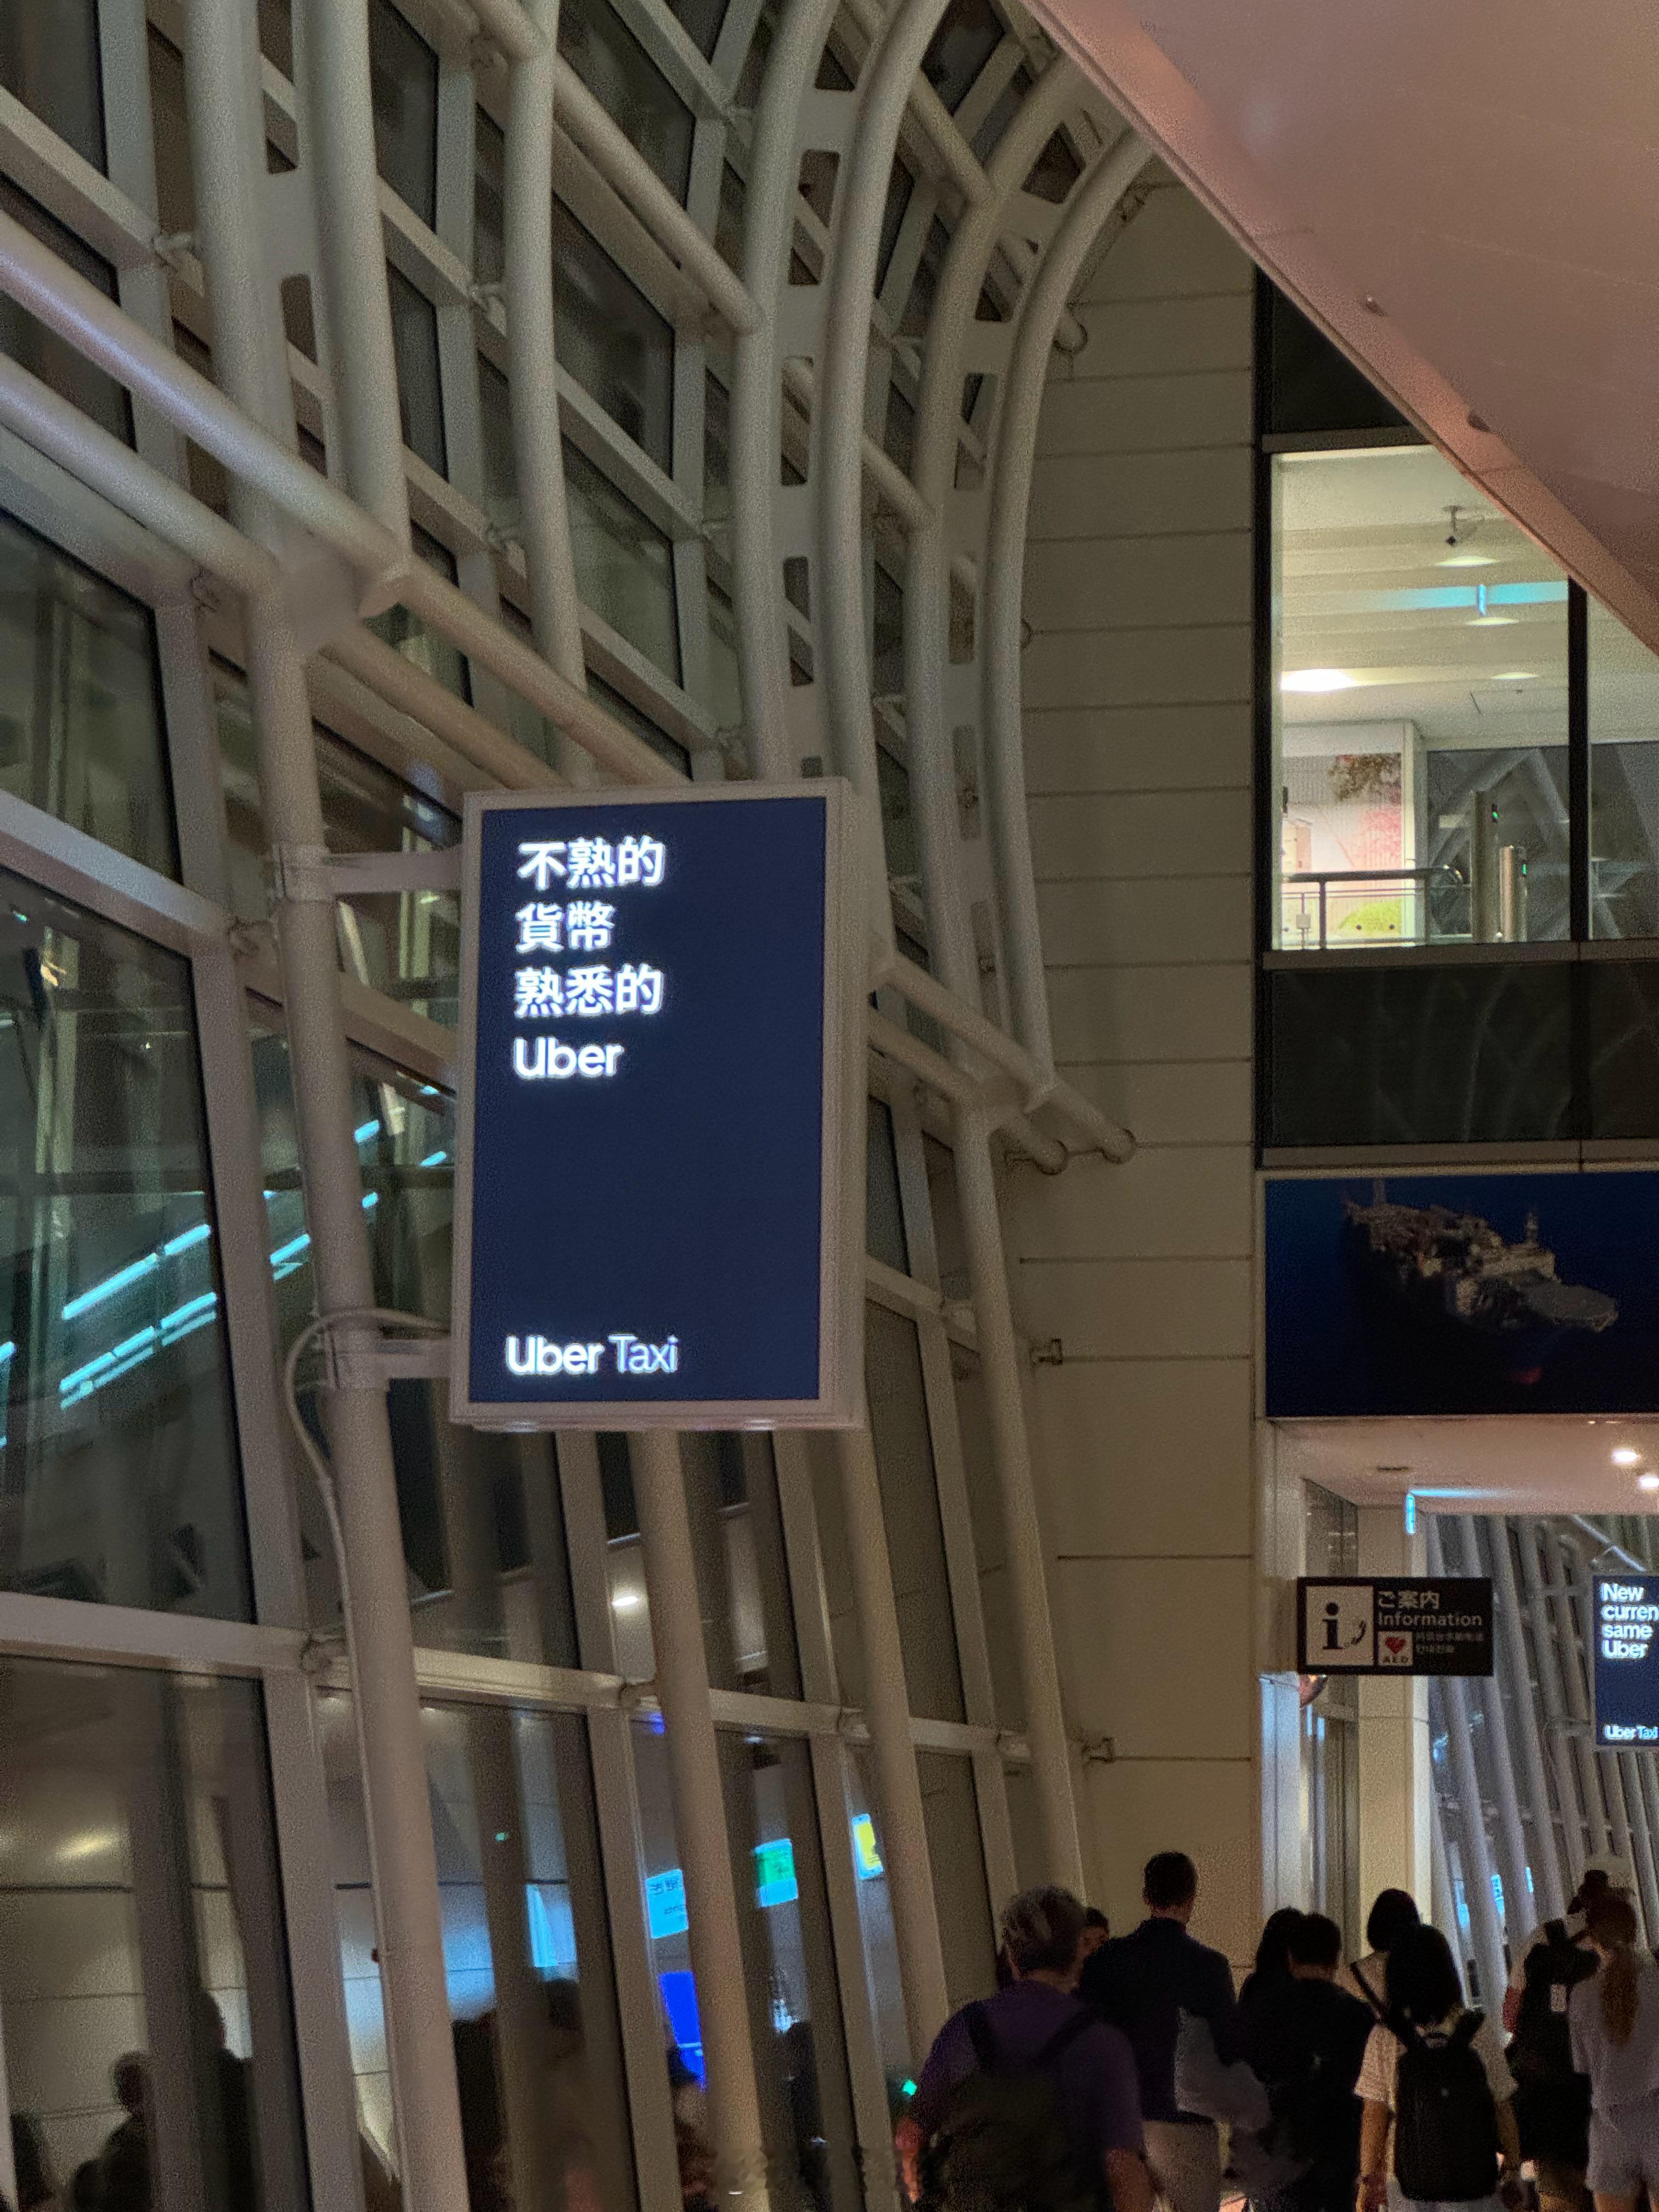 不熟的
貨幣
熟悉的
Uber
Uber Taxi
ご案内
Information
AED
New
curren
same
Uber
Uber Taxi